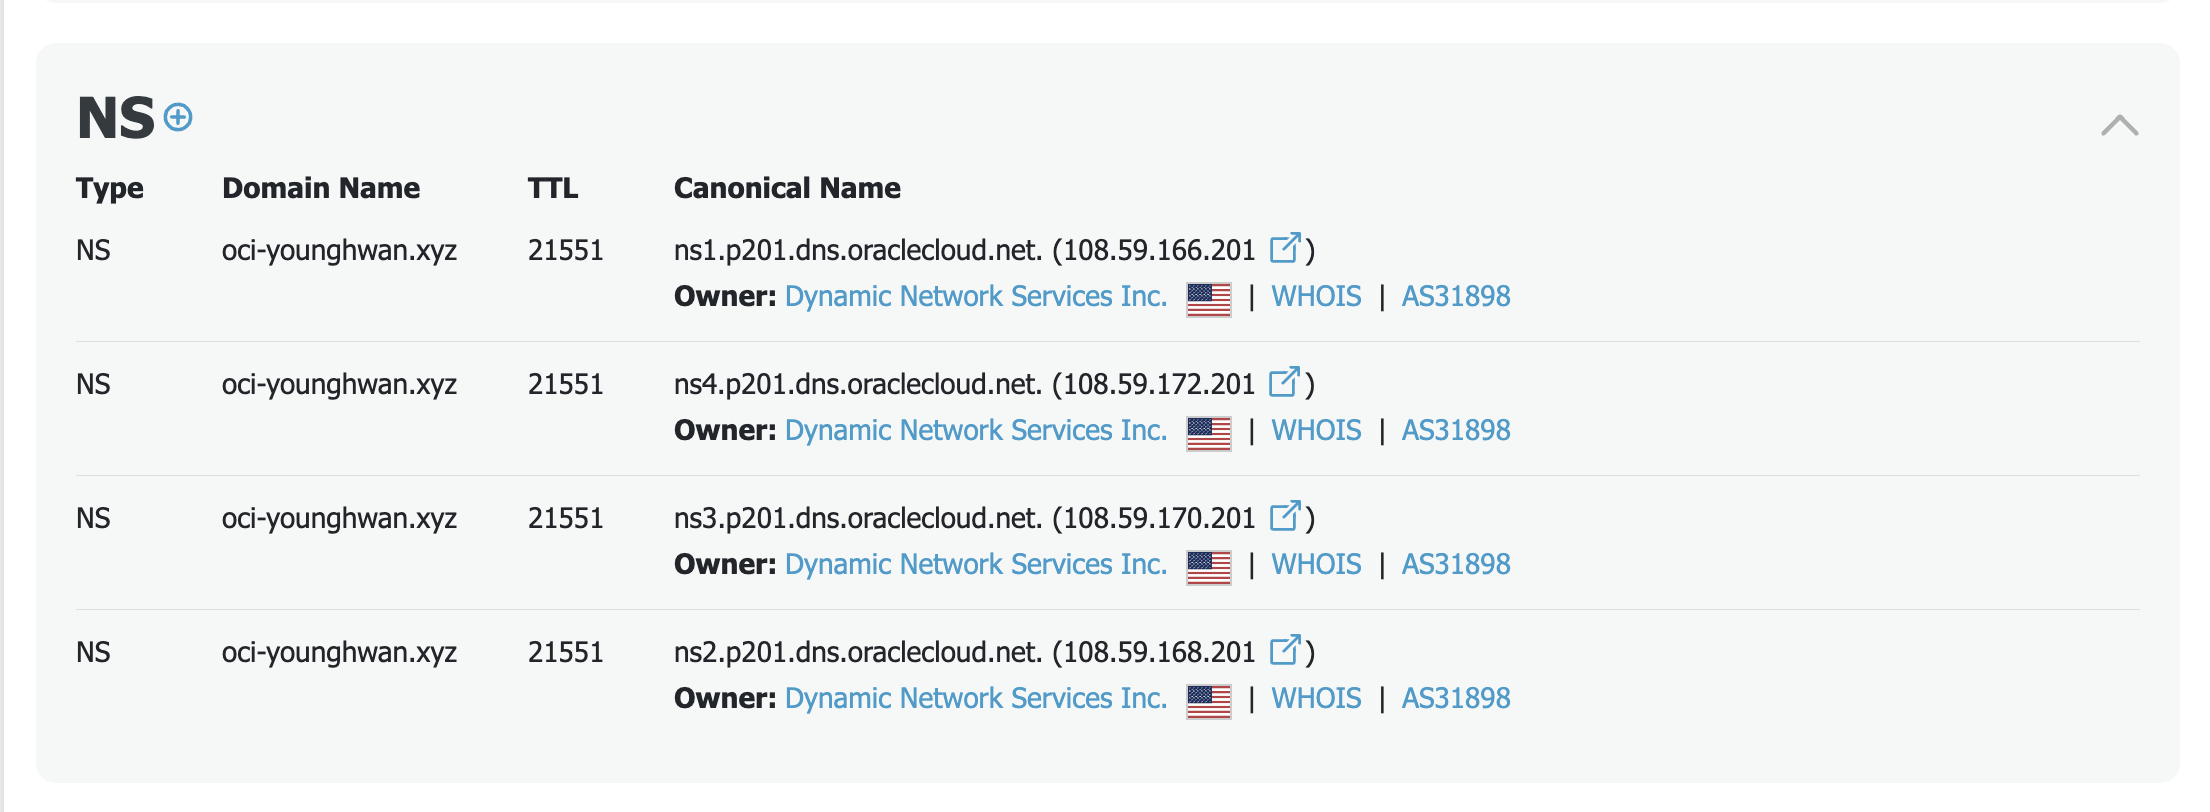 NS
Type Domain Name TTL Canonical Name
NS oci-younghwan.xyz 21551 ns1.p201.dns.oraclecloud.net. (108.59.166.201 )
Owner: Dynamic Network Services Inc. | WHOIS | AS31898
NS oci-younghwan.xyz 21551 ns4.p201.dns.oraclecloud.net. (108.59.172.201 )
Owner: Dynamic Network Services Inc. | WHOIS | AS31898
NS oci-younghwan.xyz 21551 ns3.p201.dns.oraclecloud.net. (108.59.170.201 )
Owner: Dynamic Network Services Inc. | WHOIS | AS31898
NS oci-younghwan.xyz 21551 ns2.p201.dns.oraclecloud.net. (108.59.168.201 )
Owner: Dynamic Network Services Inc. | WHOIS | AS31898